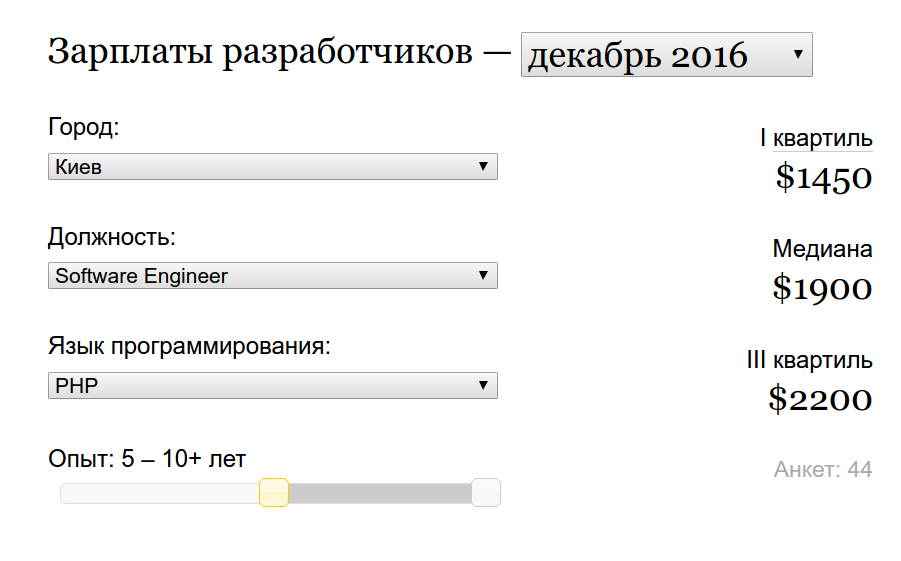 Зарплаты разработчиков — декабрь 2016
Город:
Киев
I квартиль
$1450
Должность:
Software Engineer
Медиана
$1900
Язык программирования:
PHP
III квартиль
$2200
Опыт: 5 – 10+ лет
Анкет: 44